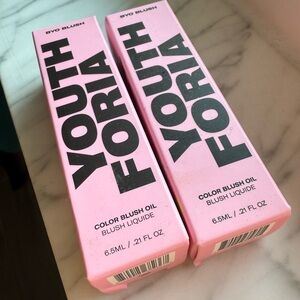 BYO BLUSH
YOUTH
FORIA
COLOR BLUSH OIL
BLUSH LIQUIDE
6.5ML / .21 FL OZ
BYO BLUSH
YOUTH
FORIA
COLOR BLUSH OIL
BLUSH LIQUIDE
6.5ML / .21 FL OZ